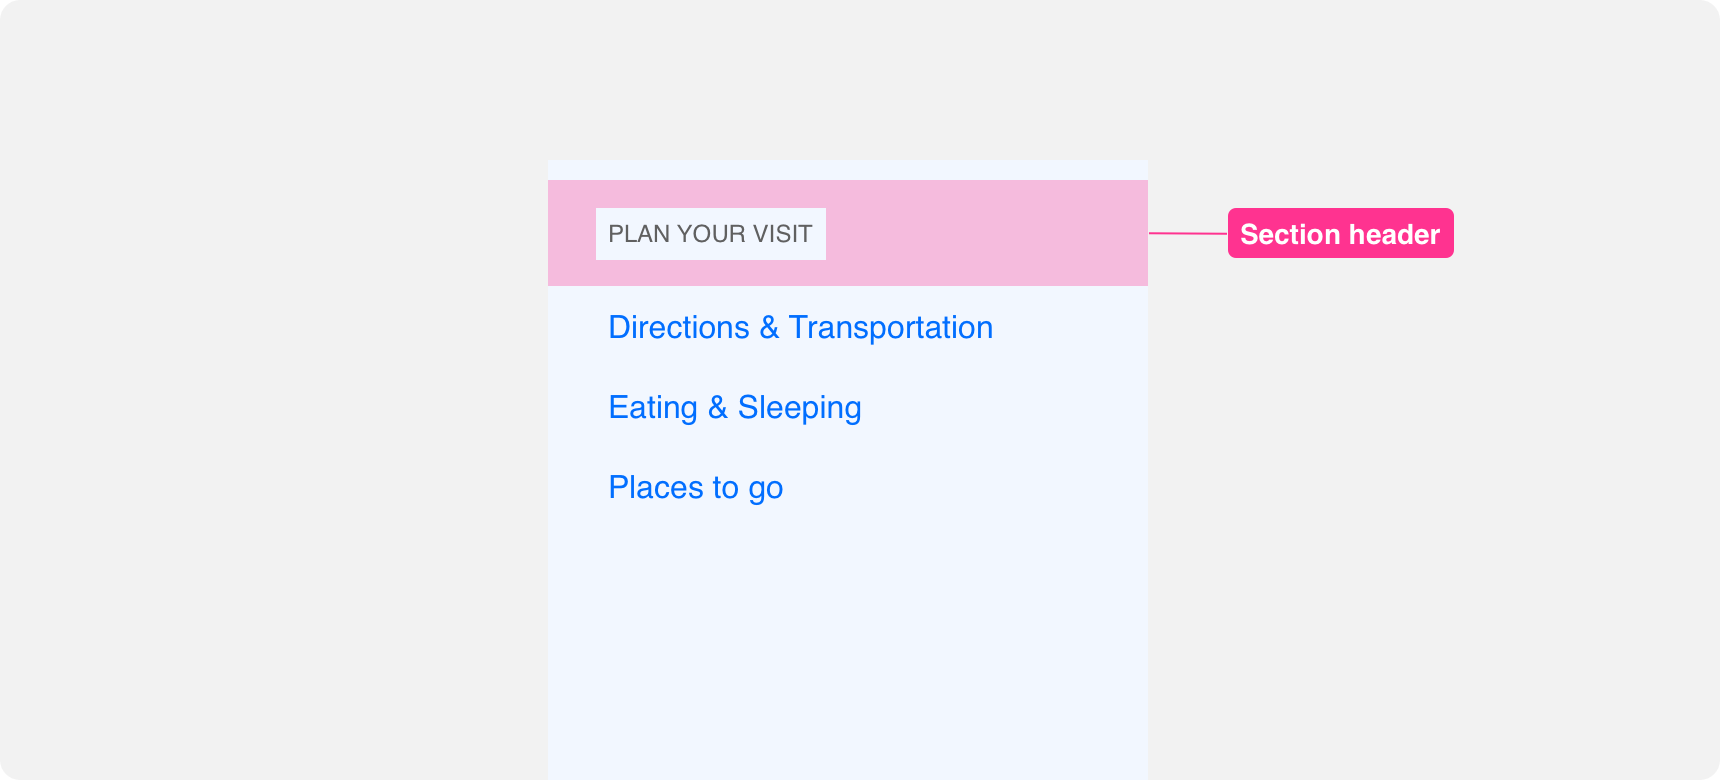 PLAN YOUR VISIT
Section header
Directions & Transportation
Eating & Sleeping
Places to go